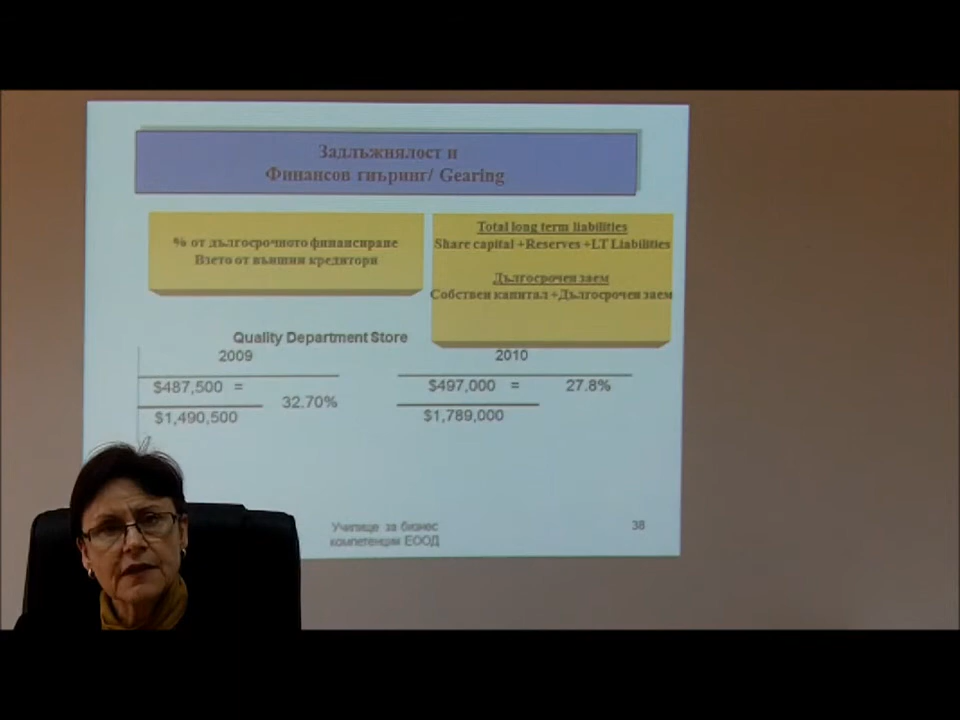 Задлъжнялост и
Финансов гиъринг/ Gearing
% от дългосрочното финансиране
Взето от външни кредитори
Total long term liabilities
Share capital +Reserves +LT Liabilities
Дългосрочен заем
Собствен капитал +Дългосрочен заем
Quality Department Store
2009
2010
$487,500 =
32.70%
$1,490,500
$497,000 =
27.8%
$1,789,000
Училище за бизнес
компетенции ЕООД
38